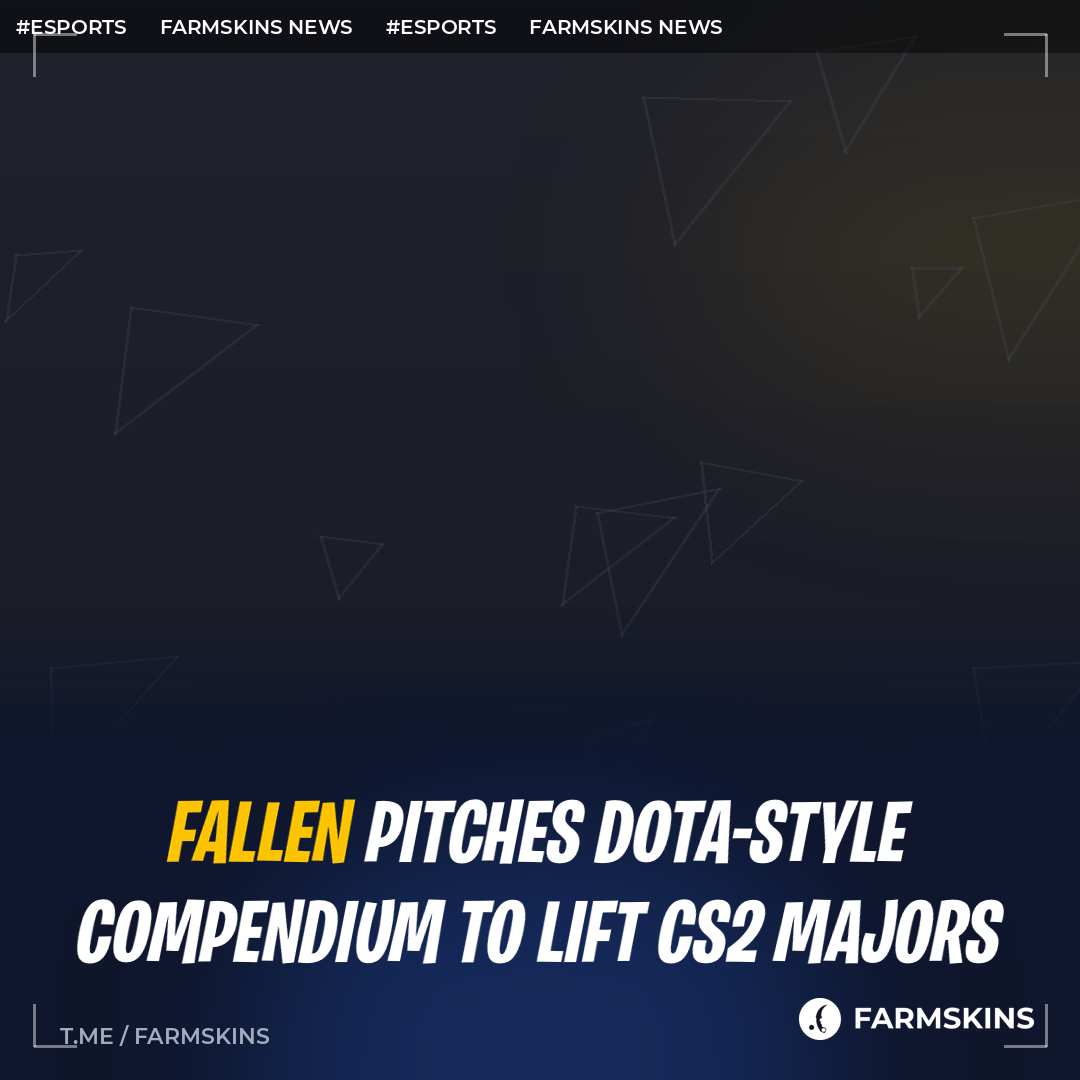 #ESPORTS FARMSKINS NEWS #ESPORTS FARMSKINS NEWS
FALLEN PITCHES DOTA-STYLE
COMPENDIUM TO LIFT CS2 MAJORS
T.ME / FARMSKINS
FARMSKINS